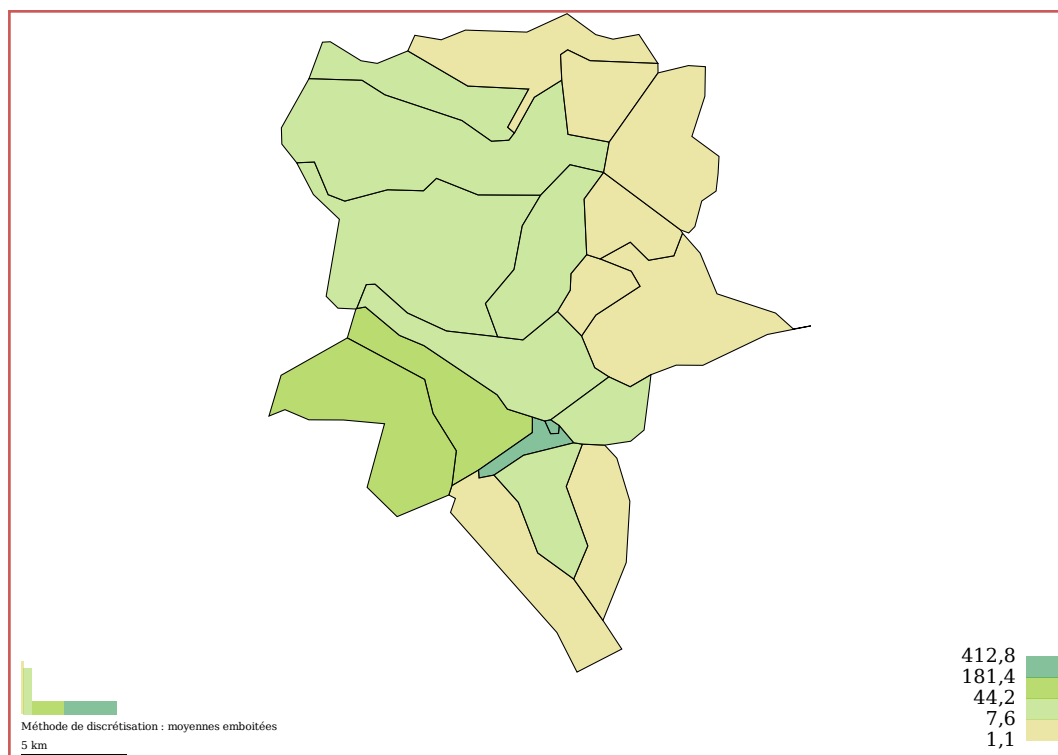 412,8
181,4
44,2
7,6
1,1
Méthode de discrétisation : moyennes emboitées
5 km